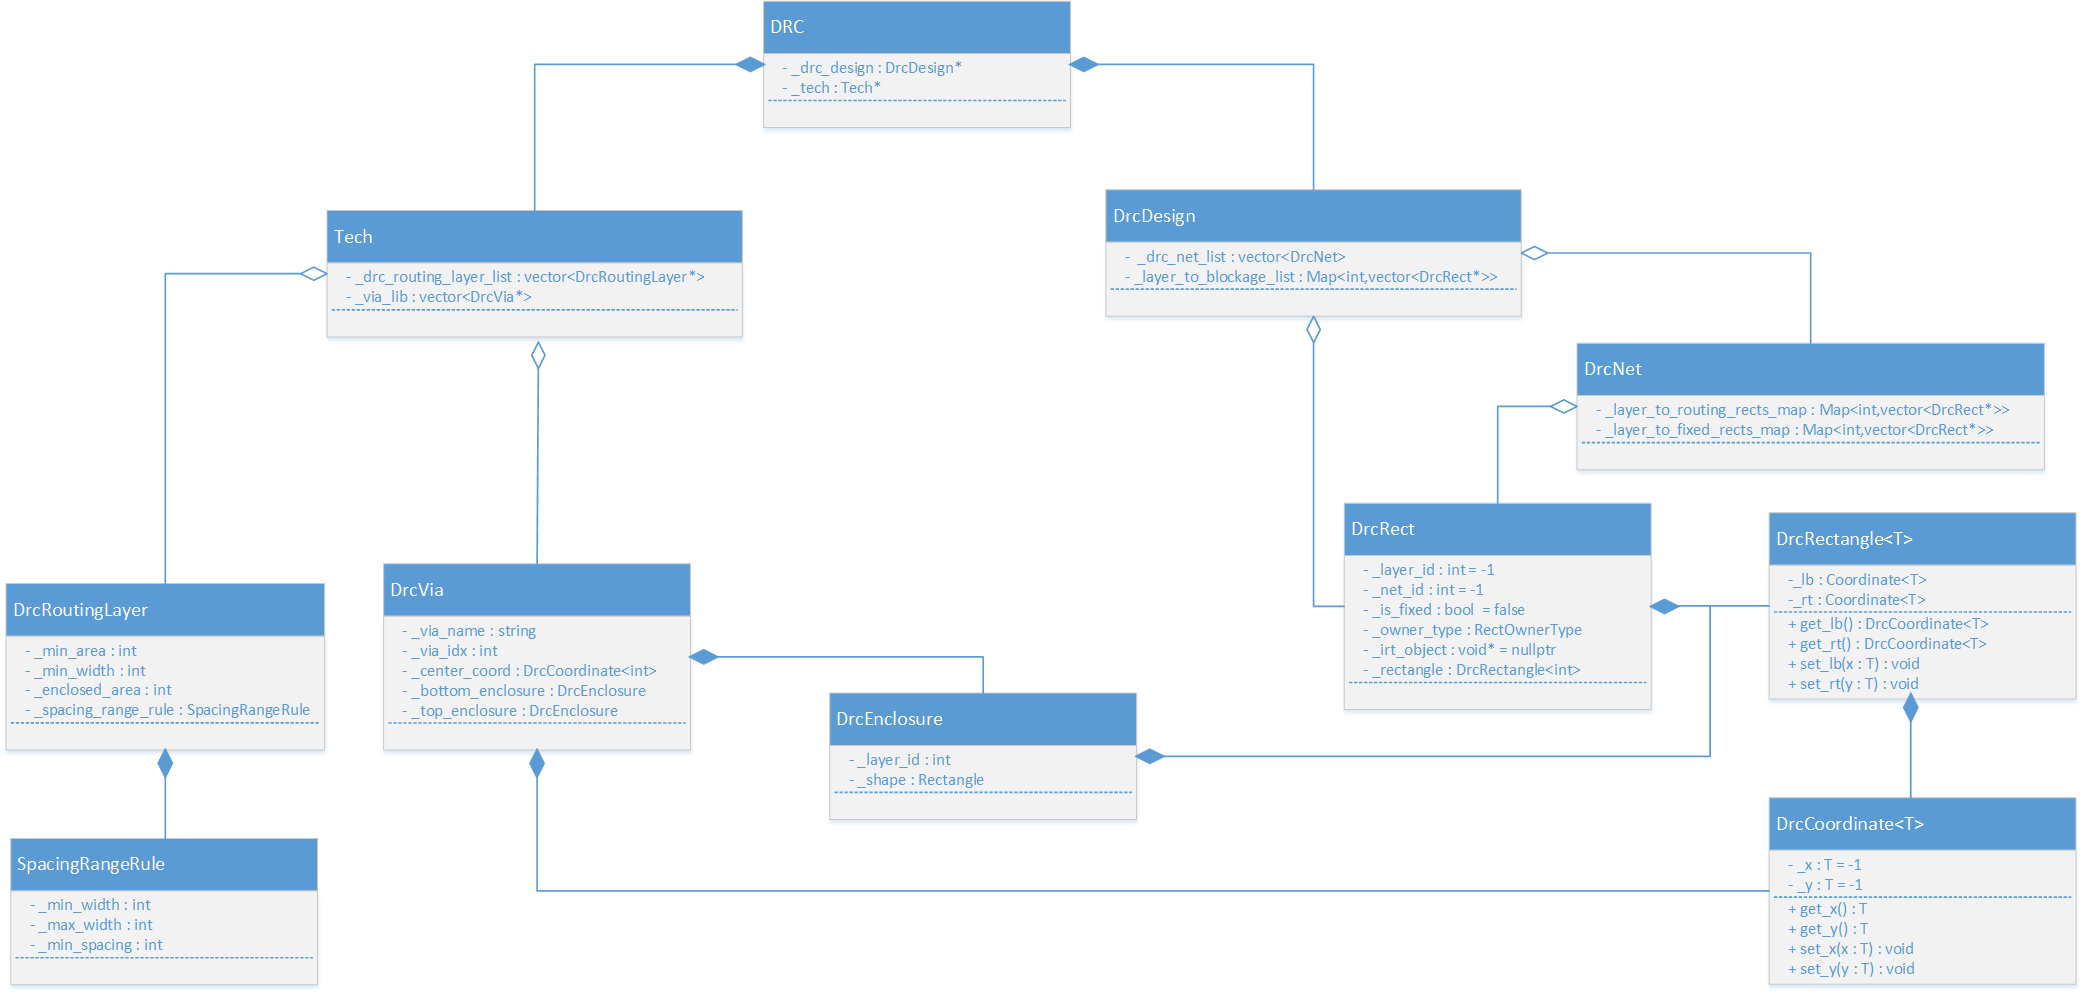 DRC
- _drc_design : DrcDesign*
- _tech : Tech*
DrcDesign
- _drc_net_list : vector<DrcNet>
- _layer_to_blockage_list : Map<int,vector<DrcRect*>>
Tech
- _drc_routing_layer_list : vector<DrcRoutingLayer*>
- _via_lib : vector<DrcVia*>
DrcNet
- _layer_to_routing_rects_map : Map<int,vector<DrcRect*>>
- _layer_to_fixed_rects_map : Map<int,vector<DrcRect*>>
DrcRect
- _layer_id : int = -1
- _net_id : int = -1
- _is_fixed : bool = false
- _owner_type : RectOwnerType
- _irt_object : void* = nullptr
- _rectangle : DrcRectangle<int>
DrcRectangle<T>
-_lb : Coordinate<T>
-_rt : Coordinate<T>
+ get_lb() : DrcCoordinate<T>
+ get_rt() : DrcCoordinate<T>
+ set_lb(x : T) : void
+ set_rt(y : T) : void
DrcRoutingLayer
- _min_area : int
- _min_width : int
- _enclosed_area : int
- _spacing_range_rule : SpacingRangeRule
DrcVia
- _via_name : string
- _via_idx : int
- _center_coord : DrcCoordinate<int>
- _bottom_enclosure : DrcEnclosure
- _top_enclosure : DrcEnclosure
DrcEnclosure
- _layer_id : int
- _shape : Rectangle
SpacingRangeRule
- _min_width : int
- _max_width : int
- _min_spacing : int
DrcCoordinate<T>
- _x : T = -1
- _y : T = -1
+ get_x() : T
+ get_y() : T
+ set_x(x : T) : void
+ set_y(y : T) : void